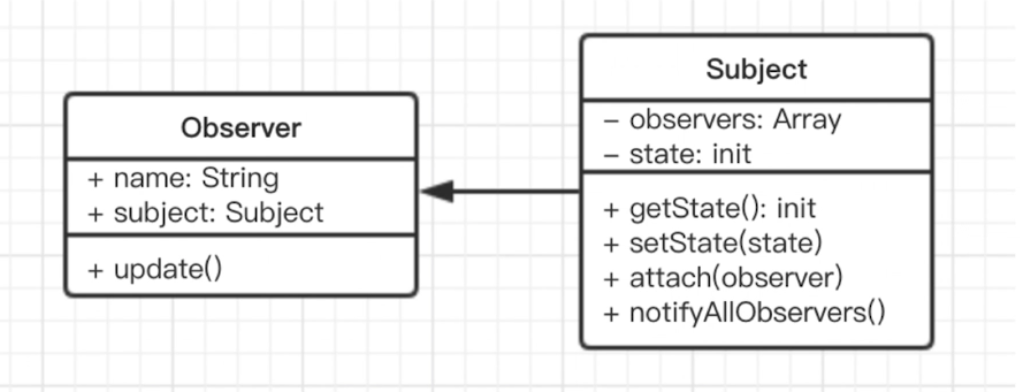 Observer
+ name: String
+ subject: Subject
+ update()
Subject
– observers: Array
– state: init
+ getState(): init
+ setState(state)
+ attach(observer)
+ notifyAllObservers()